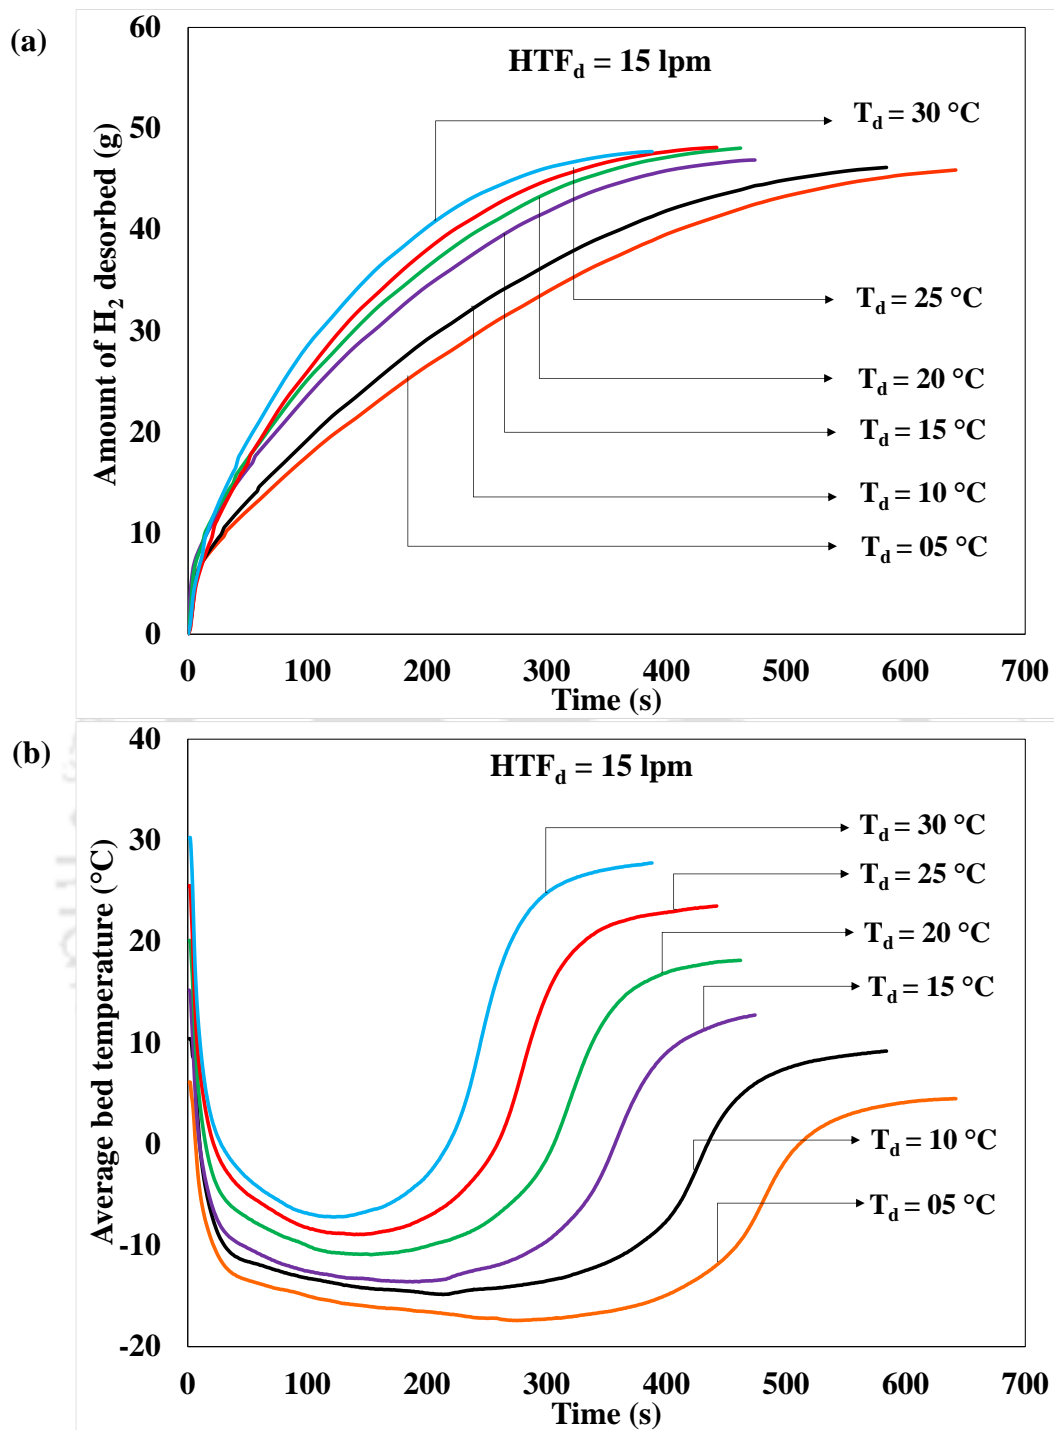 (a)
HTFd = 15 lpm
Amount of H2 desorbed (g)
60
50
40
30
20
10
0
Td = 30 °C
Td = 25 °C
Td = 20 °C
Td = 15 °C
Td = 10 °C
Td = 05 °C
0 100 200 300 400 500 600 700
Time (s)
(b)
HTFd = 15 lpm
Average bed temperature (°C)
40
30
20
10
0
-10
-20
Td = 30 °C
Td = 25 °C
Td = 20 °C
Td = 15 °C
Td = 10 °C
Td = 05 °C
0 100 200 300 400 500 600 700
Time (s)